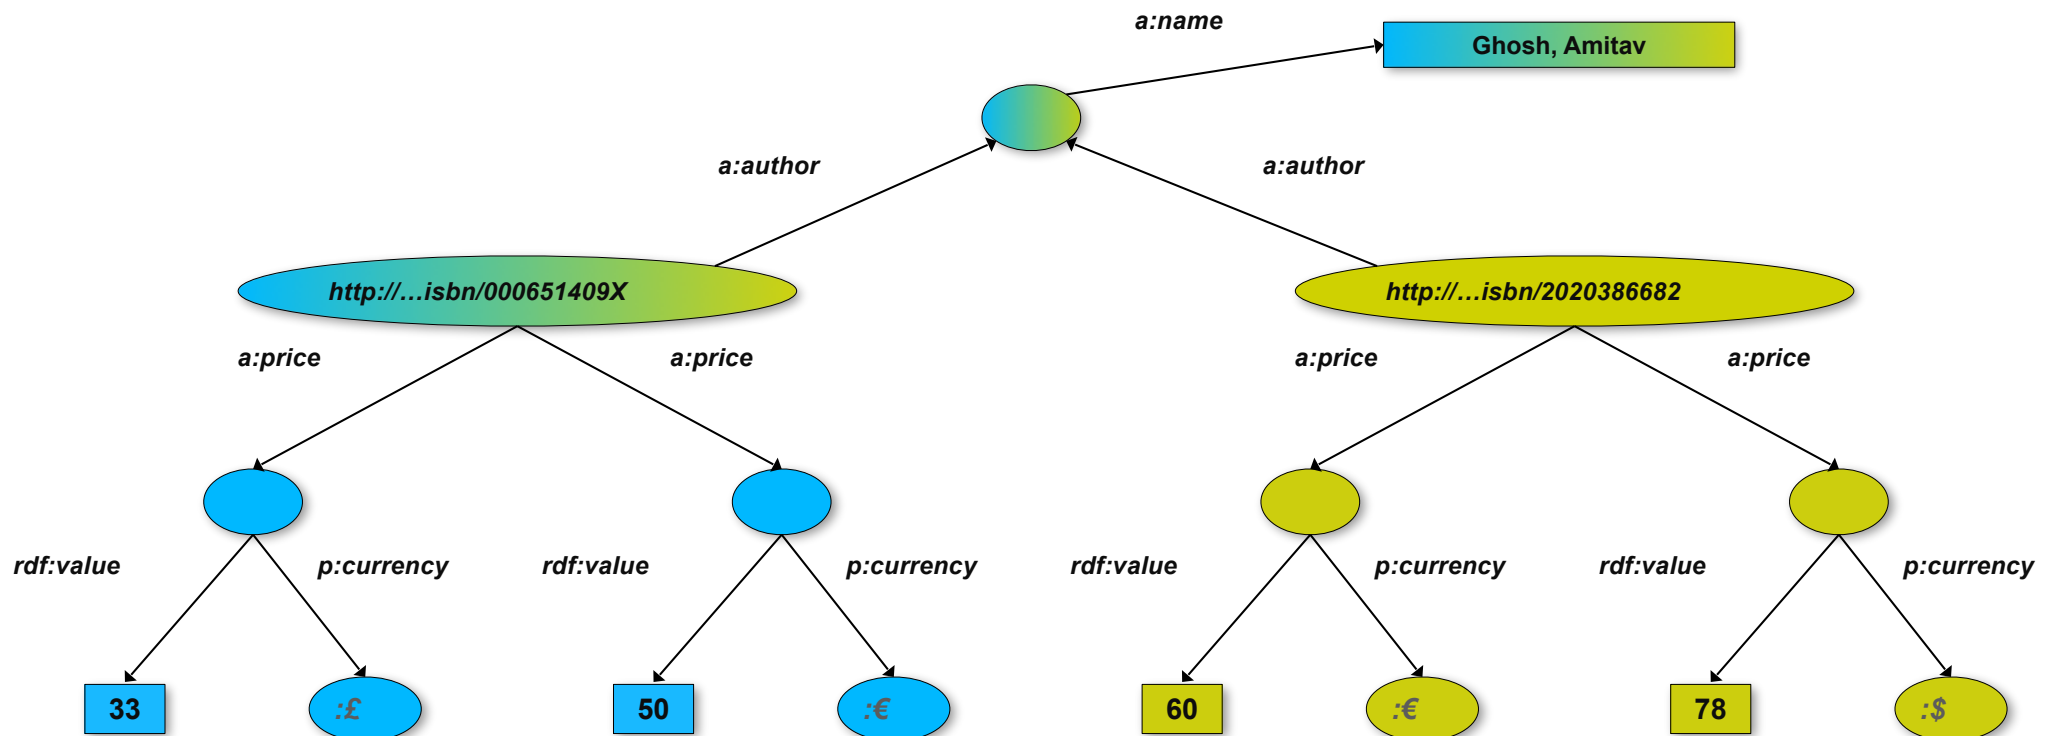 a:name
Ghosh, Amitav
a:author
a:author
http://…isbn/000651409X
http://…isbn/2020386682
a:price
a:price
a:price
a:price
rdf:value
p:currency
rdf:value
p:currency
rdf:value
p:currency
rdf:value
p:currency
33
:£
50
:€
60
:€
78
:$